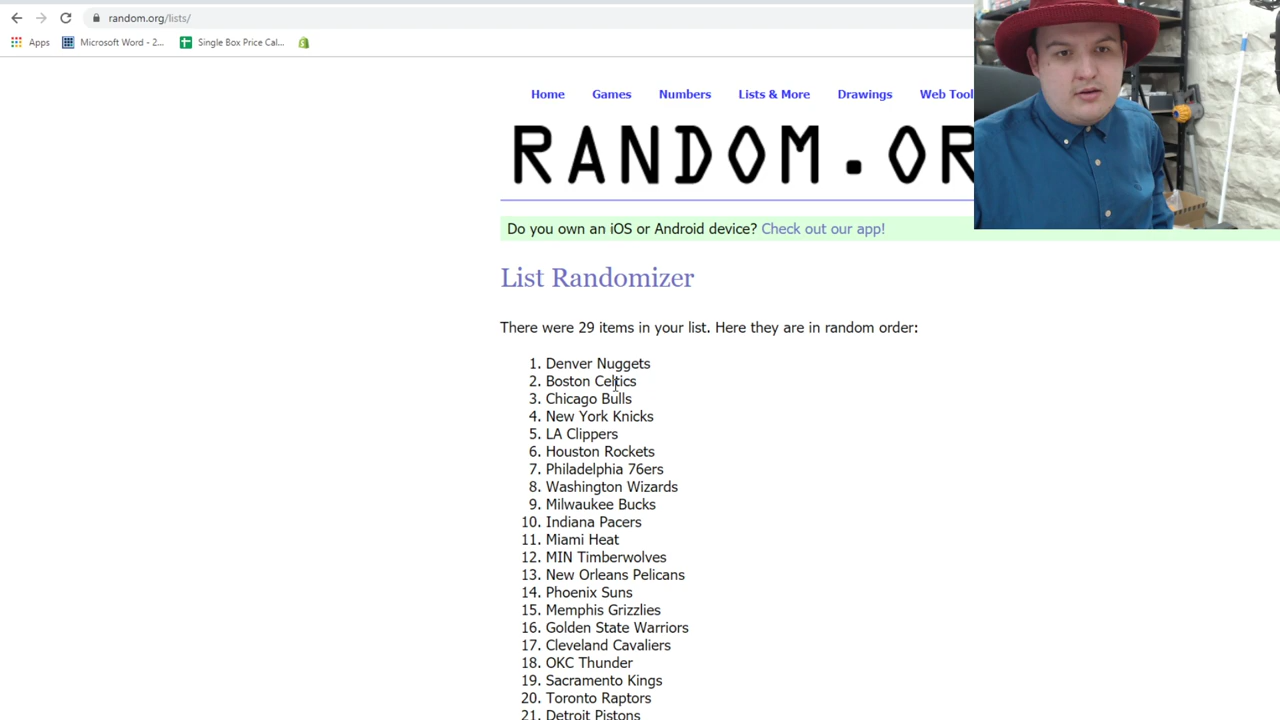 random.org/lists/
Apps Microsoft Word - 2... Single Box Price Cal...
Home Games Numbers Lists & More Drawings Web Tool
RANDOM.OR
Do you own an iOS or Android device? Check out our app!
List Randomizer
There were 29 items in your list. Here they are in random order:
1. Denver Nuggets
2. Boston Celtics
3. Chicago Bulls
4. New York Knicks
5. LA Clippers
6. Houston Rockets
7. Philadelphia 76ers
8. Washington Wizards
9. Milwaukee Bucks
10. Indiana Pacers
11. Miami Heat
12. MIN Timberwolves
13. New Orleans Pelicans
14. Phoenix Suns
15. Memphis Grizzlies
16. Golden State Warriors
17. Cleveland Cavaliers
18. OKC Thunder
19. Sacramento Kings
20. Toronto Raptors
21. Detroit Pistons